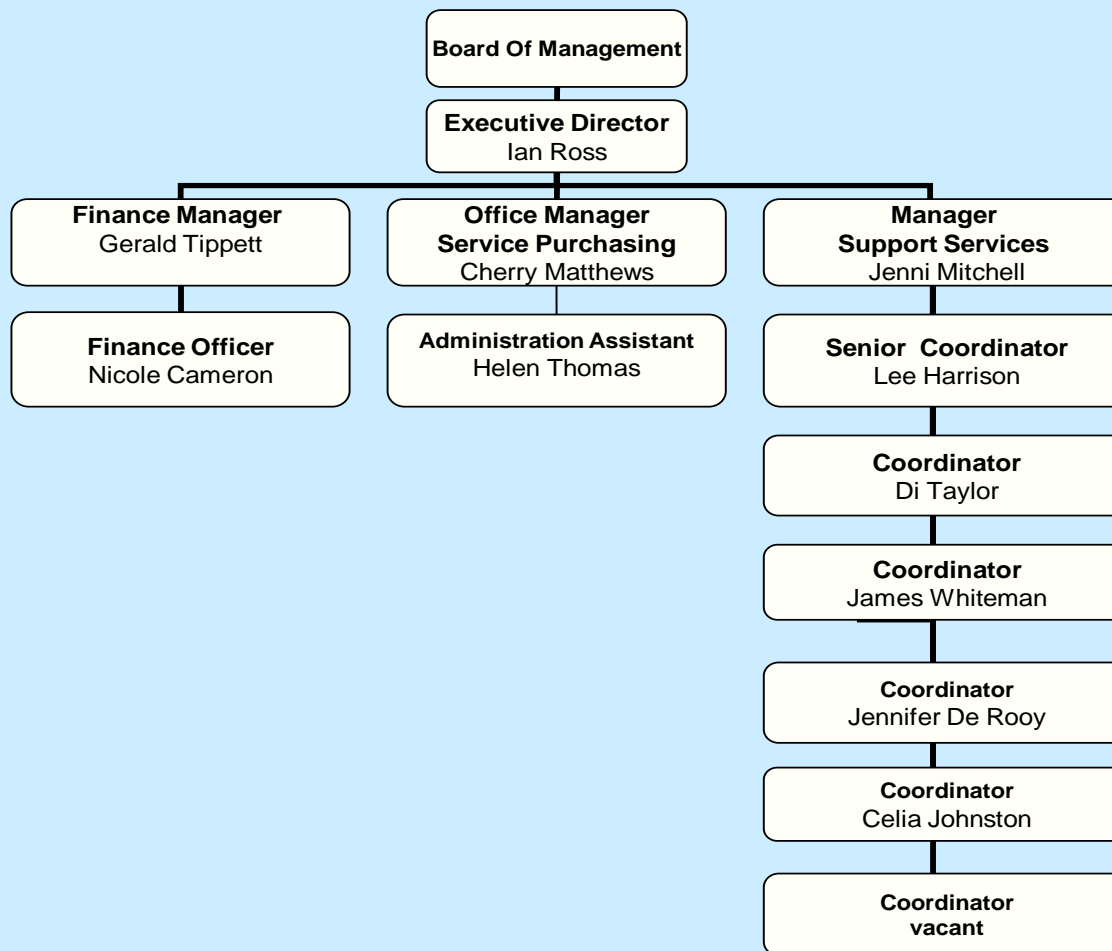 Board Of Management
Executive Director
Ian Ross
Finance Manager
Gerald Tippett
Office Manager
Service Purchasing
Cherry Matthews
Manager
Support Services
Jenni Mitchell
Finance Officer
Nicole Cameron
Administration Assistant
Helen Thomas
Senior Coordinator
Lee Harrison
Coordinator
Di Taylor
Coordinator
James Whiteman
Coordinator
Jennifer De Rooy
Coordinator
Celia Johnston
Coordinator
vacant